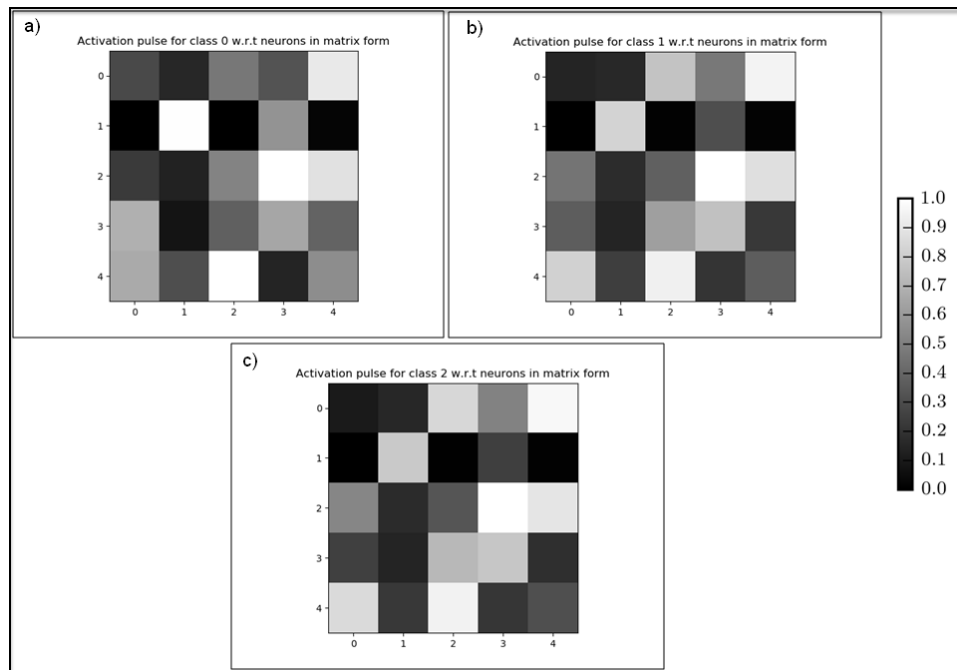 a)
Activation pulse for class 0 w.r.t neurons in matrix form
0
1
2
3
4
0 1 2 3 4
b)
Activation pulse for class 1 w.r.t neurons in matrix form
0
1
2
3
4
0 1 2 3 4
1.0
0.9
0.8
0.7
0.6
0.5
0.4
0.3
0.2
0.1
0.0
c)
Activation pulse for class 2 w.r.t neurons in matrix form
0
1
2
3
4
0 1 2 3 4